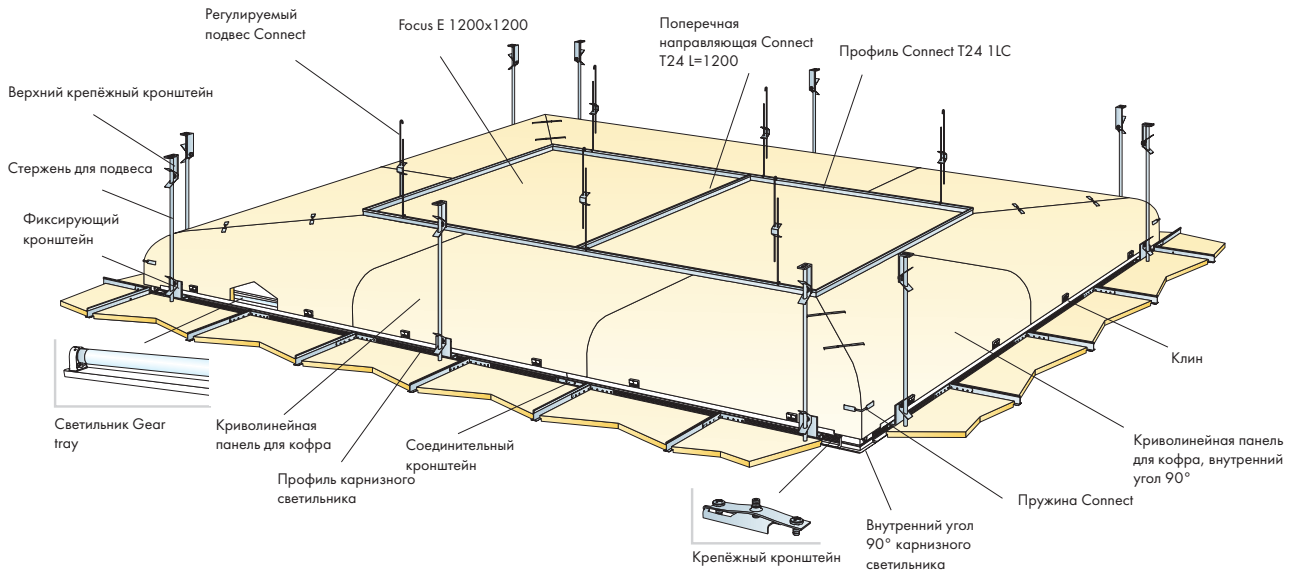 Регулируемый
подвес Connect
Focus E 1200x1200
Поперечная
направляющая Connect
T24 L=1200
Профиль Connect T24 1LC
Верхний крепёжный кронштейн
Стержень для подвеса
Фиксирующий
кронштейн
Светильник Gear
tray
Криволинейная
панель для кофра
Профиль карнизного
светильника
Соединительный
кронштейн
Крепёжный кронштейн
Внутренний угол
90° карнизного
светильника
Пружина Connect
Криволинейная панель
для кофра, внутренний
угол 90°
Клин